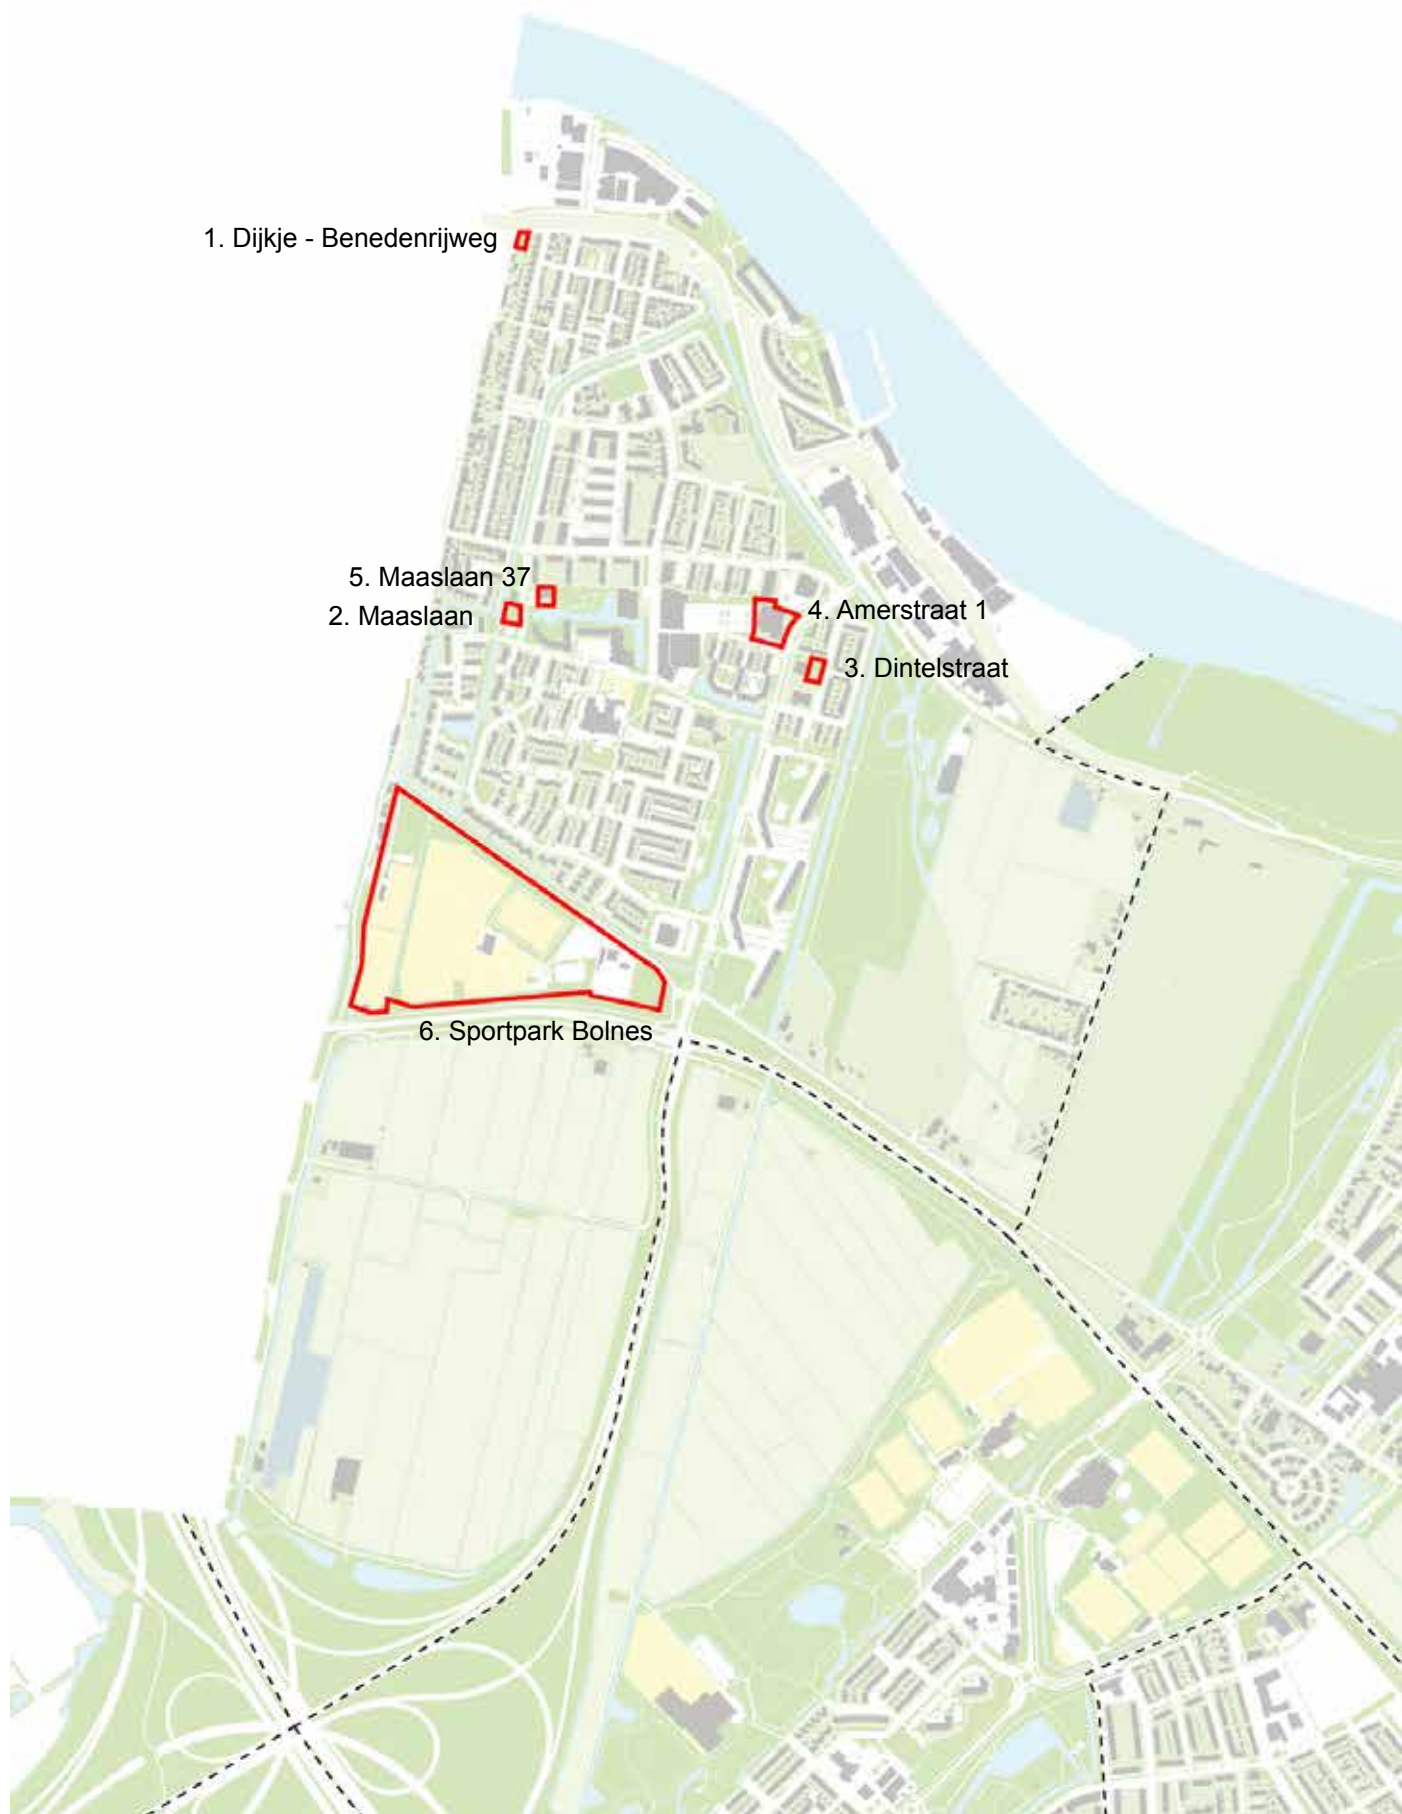 1. Dijkje - Benedenrijweg
5. Maaslaan 37
2. Maaslaan
4. Amerstraat 1
3. Dintelstraat
6. Sportpark Bolnes